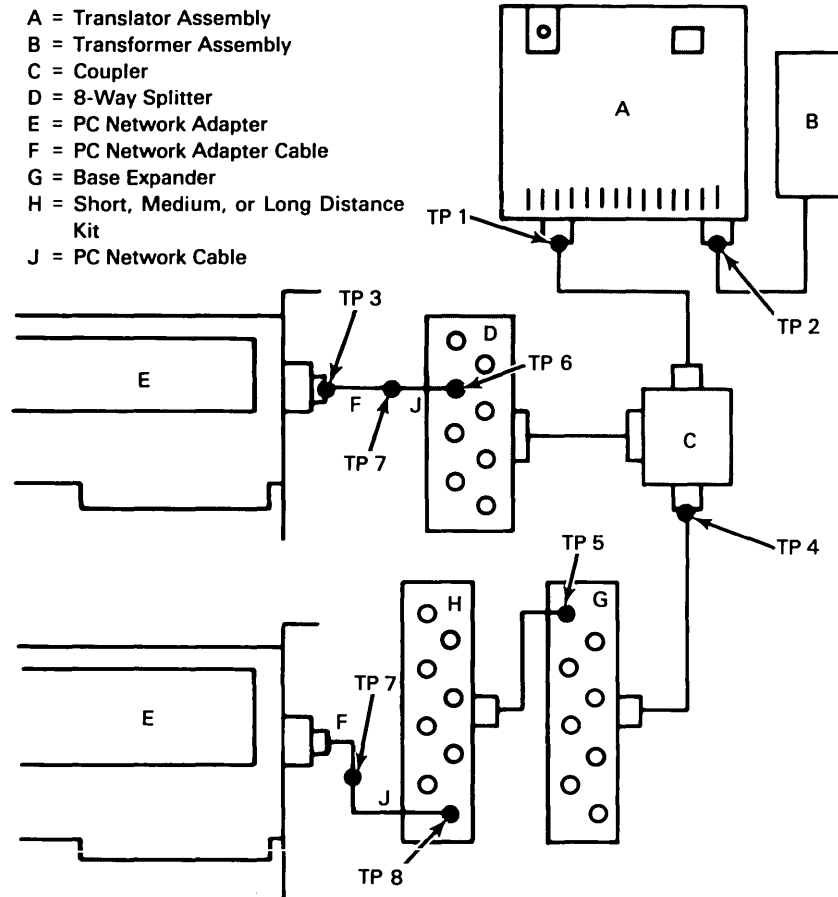 A = Translator Assembly
B = Transformer Assembly
C = Coupler
D = 8-Way Splitter
E = PC Network Adapter
F = PC Network Adapter Cable
G = Base Expander
H = Short, Medium, or Long Distance
Kit
J = PC Network Cable
A
B
TP 1
TP 2
TP 3
D
TP 6
E
F
J
TP 7
C
TP 4
TP 5
H
G
TP 7
E
F
J
TP 8